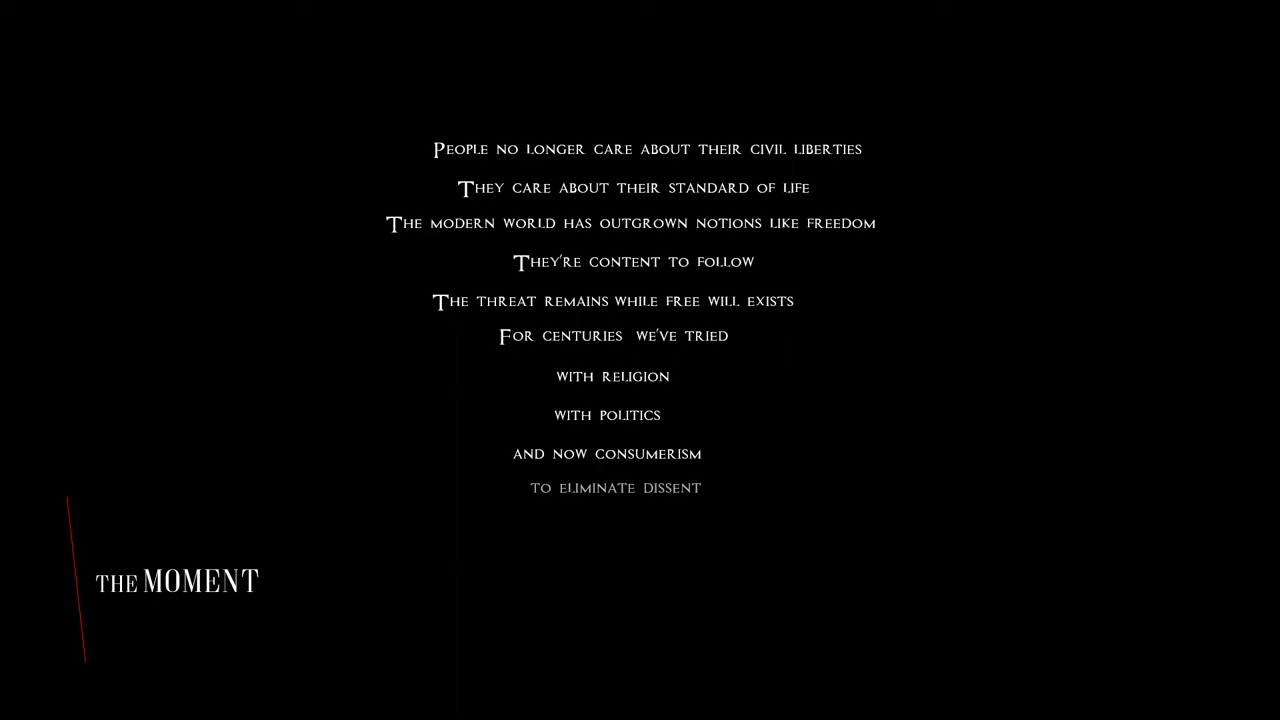 People no longer care about their civil liberties
They care about their standard of life
The modern world has outgrown notions like freedom
They're content to follow
The threat remains while free will exists
For centuries we've tried
with religion
with politics
and now consumerism
to eliminate dissent
THE MOMENT